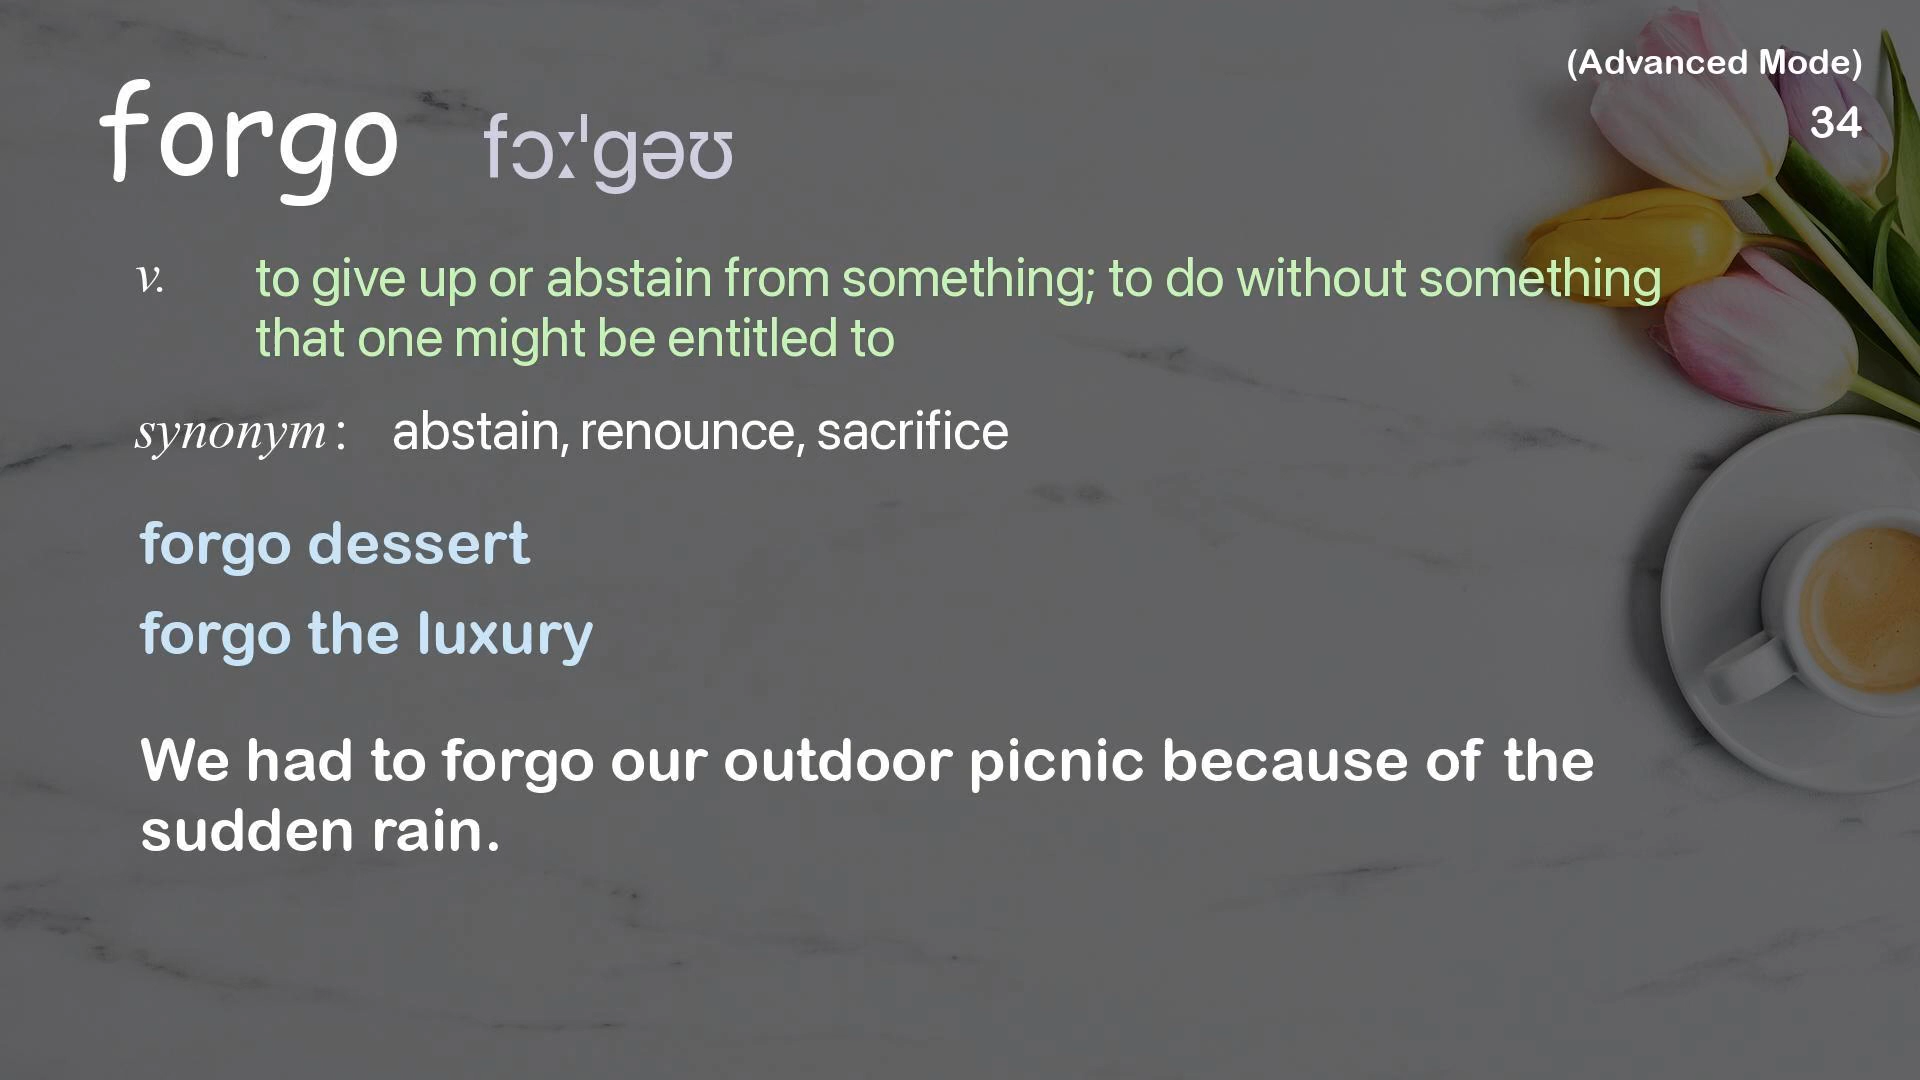 (Advanced Mode)
34
forgo fɔːˈgəʊ
v. to give up or abstain from something; to do without something
that one might be entitled to
synonym: abstain, renounce, sacrifice
forgo dessert
forgo the luxury
We had to forgo our outdoor picnic because of the
sudden rain.